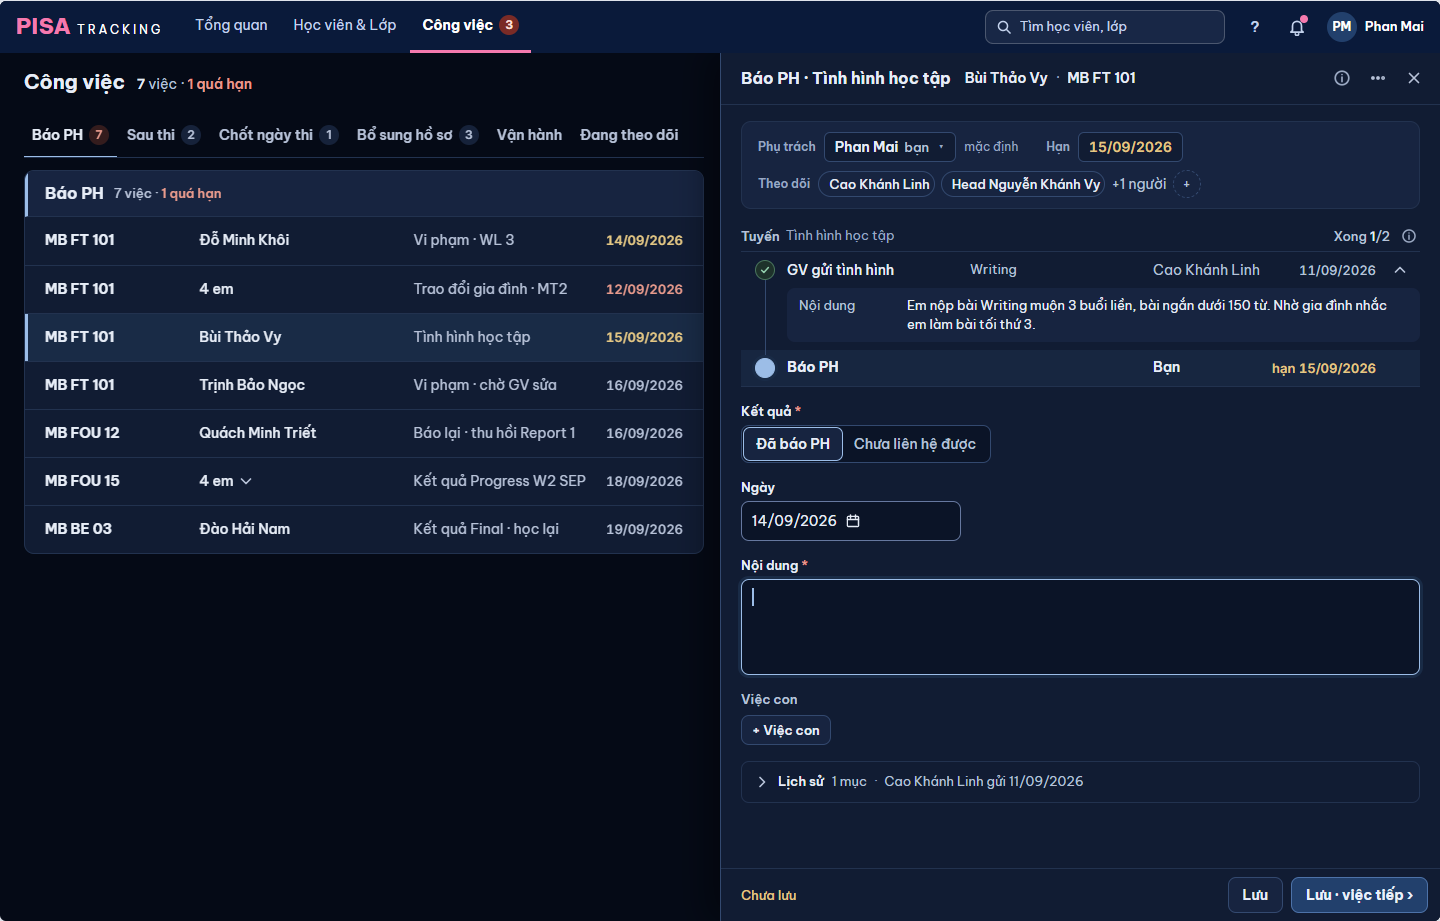 PISA TRACKING Tổng quan Học viên & Lớp Công việc 3 Tìm học viên, lớp ? PM Phan Mai
Công việc 7 việc · 1 quá hạn
Báo PH 7 Sau thi 2 Chốt ngày thi 1 Bổ sung hồ sơ 3 Vận hành Đang theo dõi
Báo PH 7 việc · 1 quá hạn
MB FT 101 Đỗ Minh Khôi Vi phạm · WL 3 14/09/2026
MB FT 101 4 em Trao đổi gia đình · MT2 12/09/2026
MB FT 101 Bùi Thảo Vy Tình hình học tập 15/09/2026
MB FT 101 Trịnh Bảo Ngọc Vi phạm · chờ GV sửa 16/09/2026
MB FOU 12 Quách Minh Triết Báo lại · thu hồi Report 1 16/09/2026
MB FOU 15 4 em Kết quả Progress W2 SEP 18/09/2026
MB BE 03 Đào Hải Nam Kết quả Final · học lại 19/09/2026
Báo PH · Tình hình học tập Bùi Thảo Vy · MB FT 101
Phụ trách Phan Mai bạn mặc định Hạn 15/09/2026
Theo dõi Cao Khánh Linh Head Nguyễn Khánh Vy +1 người +
Tuyến Tình hình học tập Xong 1/2
GV gửi tình hình Writing Cao Khánh Linh 11/09/2026
Nội dung Em nộp bài Writing muộn 3 buổi liền, bài ngắn dưới 150 từ. Nhờ gia đình nhắc
em làm bài tối thứ 3.
Báo PH Bạn hạn 15/09/2026
Kết quả *
Đã báo PH Chưa liên hệ được
Ngày
14/09/2026
Nội dung *
Việc con
+ Việc con
Lịch sử 1 mục · Cao Khánh Linh gửi 11/09/2026
Chưa lưu Lưu Lưu · việc tiếp ›